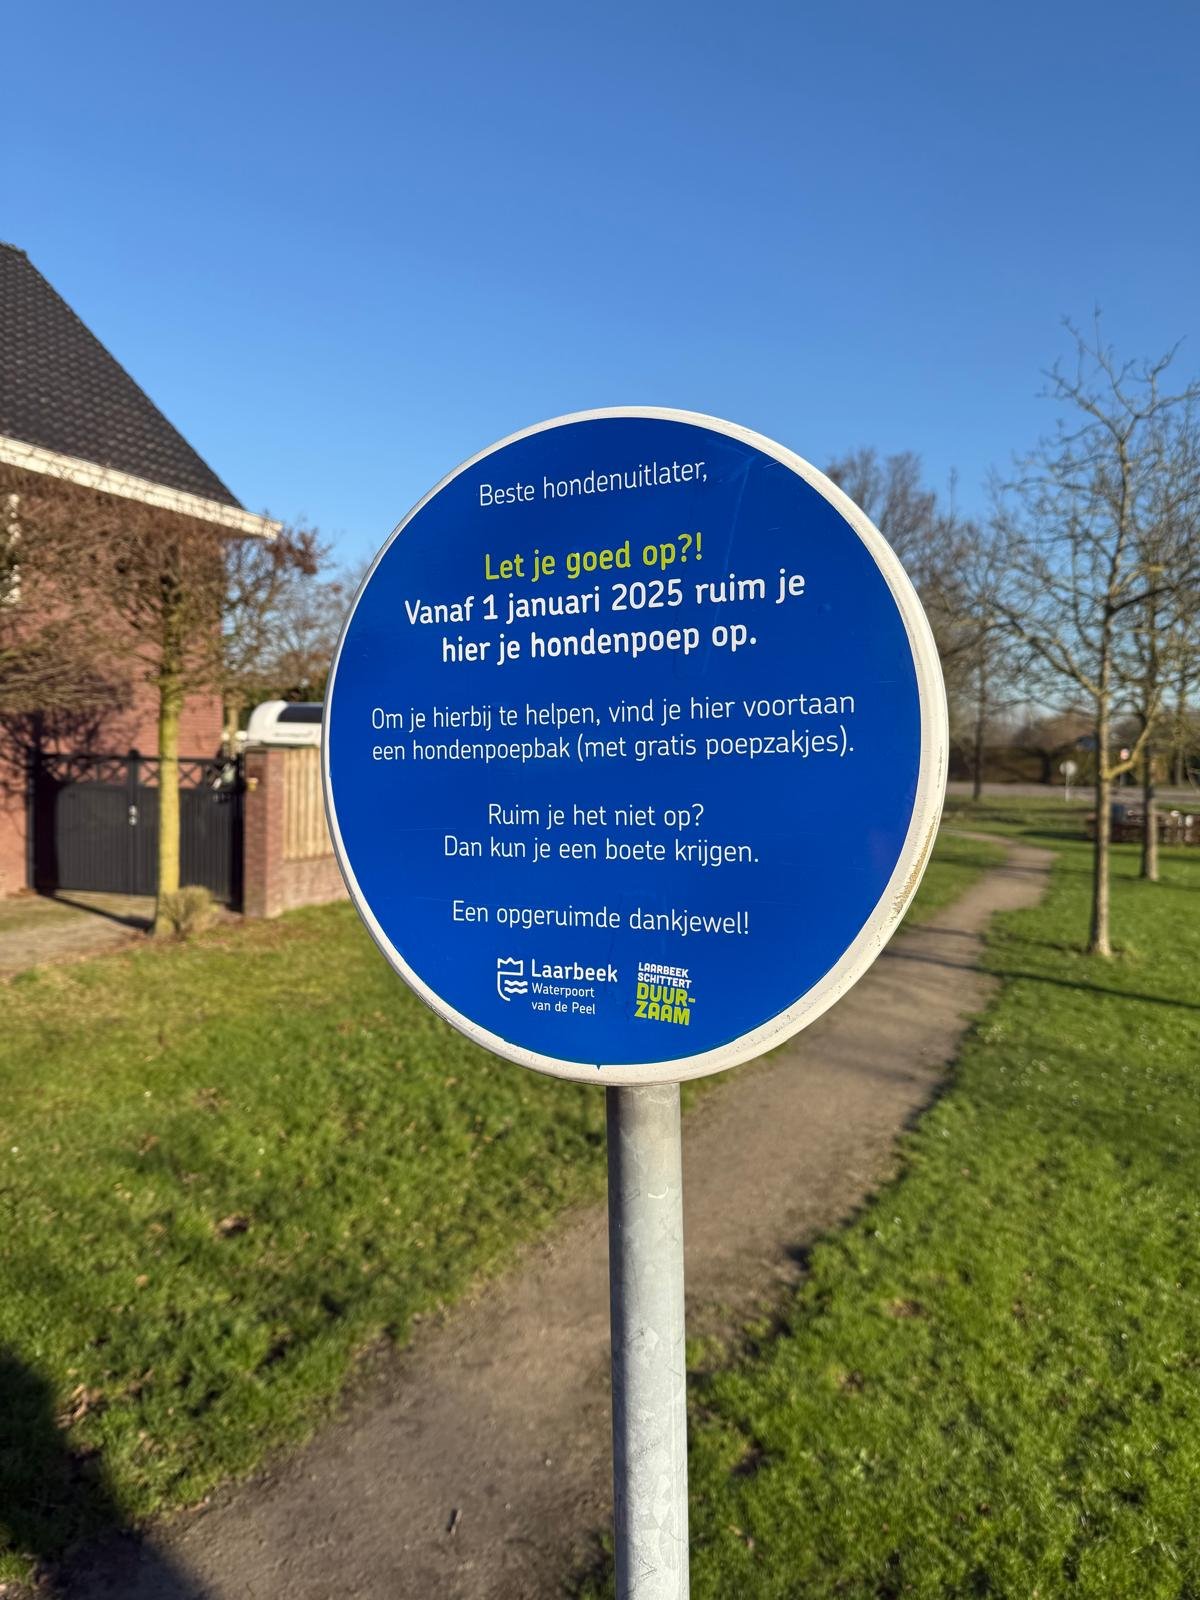 Beste hondenuitlater,
Let je goed op?!
Vanaf 1 januari 2025 ruim je
hier je hondenpoep op.
Om je hierbij te helpen, vind je hier voortaan
een hondenpoepbak (met gratis poepzakjes).
Ruim je het niet op?
Dan kun je een boete krijgen.
Een opgeruimde dankjewel!
Laarbeek
Waterpoort
van de Peel
LAARBEEK
SCHITTERT
DUUR-
ZAAM